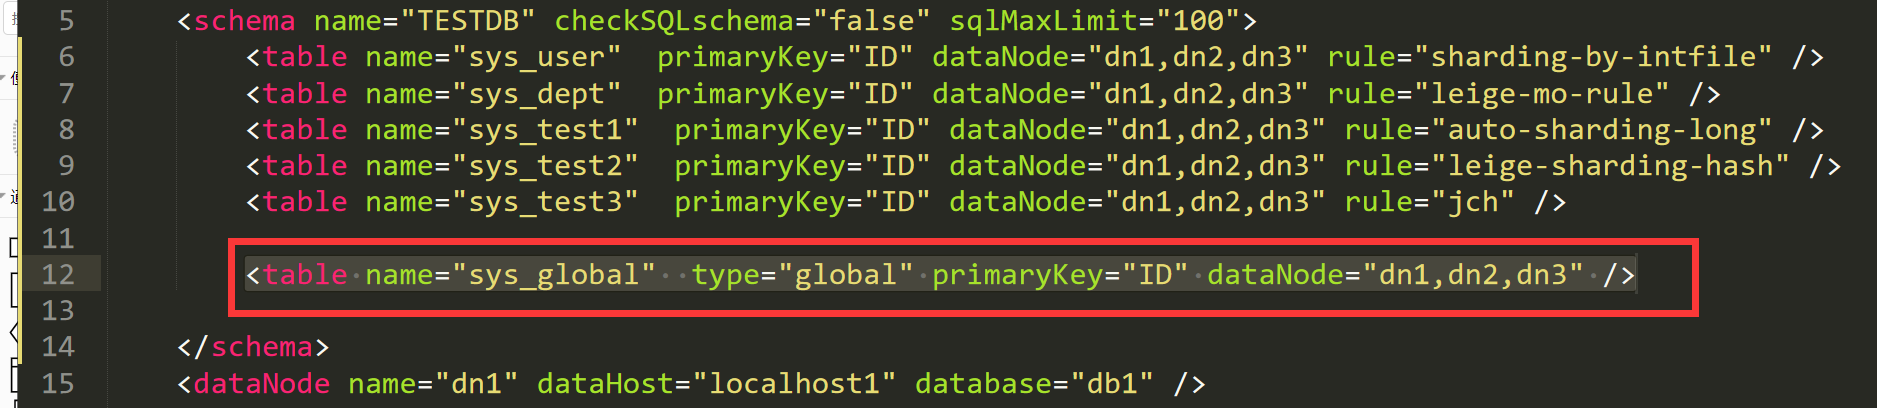 5 <schema name="TESTDB" checkSQLschema="false" sqlMaxLimit="100">
6 <table name="sys_user"  primaryKey="ID" dataNode="dn1,dn2,dn3" rule="sharding-by-intfile" />
7 <table name="sys_dept"  primaryKey="ID" dataNode="dn1,dn2,dn3" rule="leige-mo-rule" />
8 <table name="sys_test1"  primaryKey="ID" dataNode="dn1,dn2,dn3" rule="auto-sharding-long" />
9 <table name="sys_test2"  primaryKey="ID" dataNode="dn1,dn2,dn3" rule="leige-sharding-hash" />
10 <table name="sys_test3"  primaryKey="ID" dataNode="dn1,dn2,dn3" rule="jch" />
11
12 <table name="sys_global"  type="global" primaryKey="ID" dataNode="dn1,dn2,dn3" />
13
14 </schema>
15 <dataNode name="dn1" dataHost="localhost1" database="db1" />